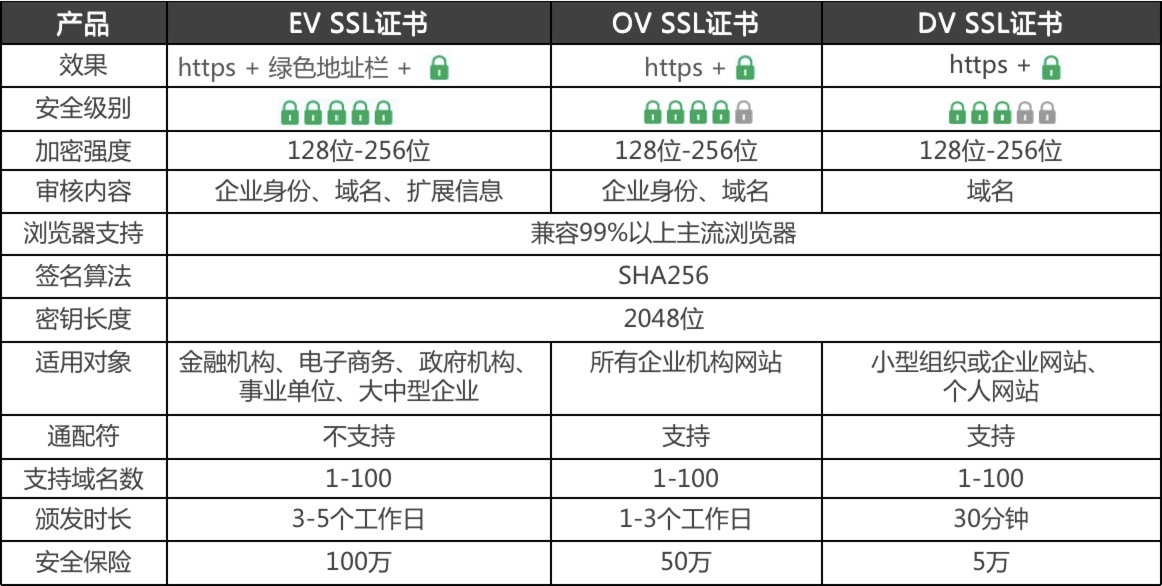 产品 EV SSL证书 OV SSL证书 DV SSL证书
效果 https + 绿色地址栏 + https + https +
安全级别
加密强度 128位-256位 128位-256位 128位-256位
审核内容 企业身份、域名、扩展信息 企业身份、域名 域名
浏览器支持 兼容99%以上主流浏览器
签名算法 SHA256
密钥长度 2048位
适用对象 金融机构、电子商务、政府机构、 所有企业机构网站 小型组织或企业网站、
事业单位、大中型企业 个人网站
通配符 不支持 支持 支持
支持域名数 1-100 1-100 1-100
颁发时长 3-5个工作日 1-3个工作日 30分钟
安全保险 100万 50万 5万